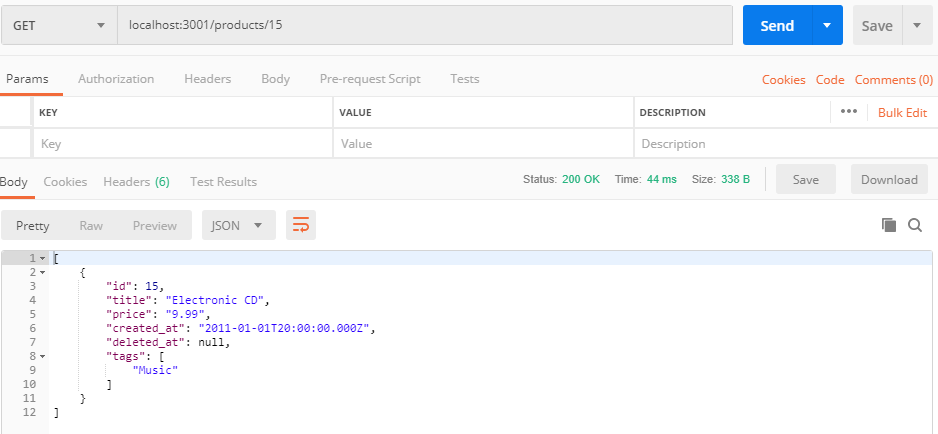 GET localhost:3001/products/15 Send Save
Params Authorization Headers Body Pre-request Script Tests Cookies Code Comments (0)
KEY VALUE DESCRIPTION ••• Bulk Edit
Key Value Description
Body Cookies Headers (6) Test Results Status: 200 OK Time: 44 ms Size: 338 B Save Download
Pretty Raw Preview JSON
1 [
2 {
3 "id": 15,
4 "title": "Electronic CD",
5 "price": "9.99",
6 "created_at": "2011-01-01T20:00:00.000Z",
7 "deleted_at": null,
8 "tags": [
9 "Music"
10 ]
11 }
12 ]